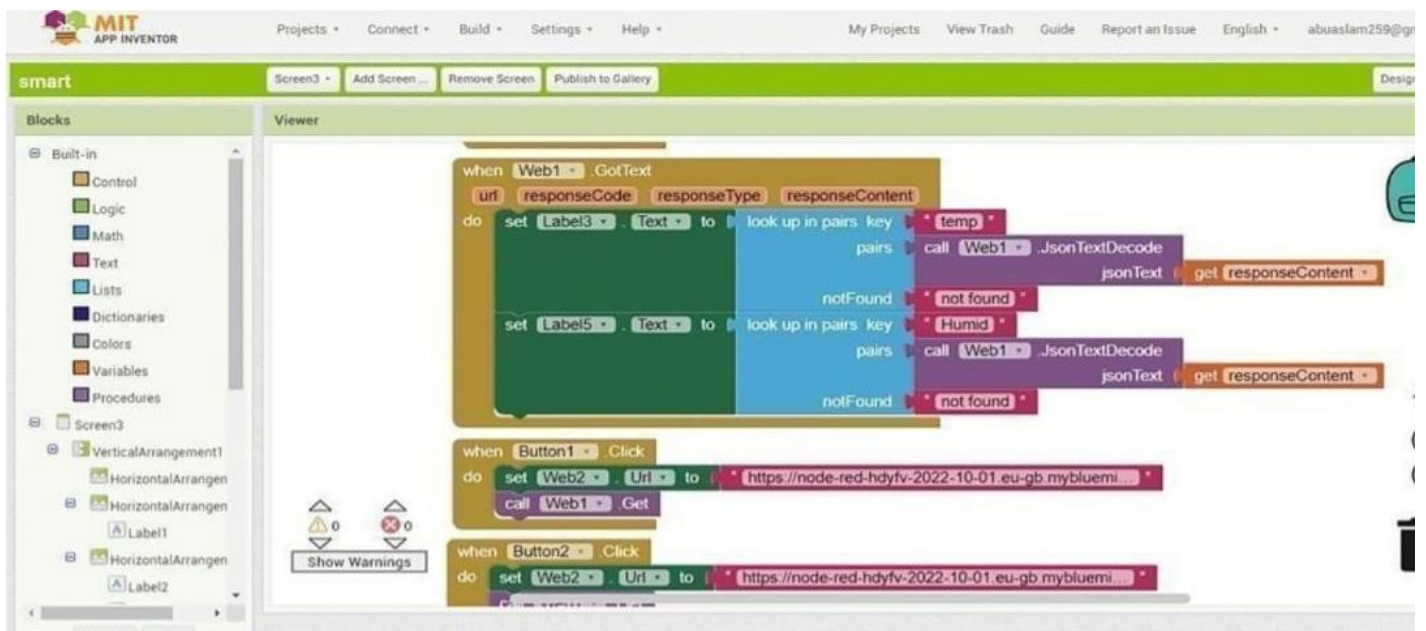 MIT
APP INVENTOR
Projects Connect Build Settings Help My Projects View Trash Guide Report an Issue English abuaslam259@gm
smart Screen3 Add Screen ... Remove Screen Publish to Gallery Design
Blocks Viewer
Built-in
Control
Logic
Math
Text
Lists
Dictionaries
Colors
Variables
Procedures
Screen3
VerticalArrangement1
HorizontalArrangen
HorizontalArrangen
Label1
HorizontalArrangen
Label2
when Web1 .GotText
url responseCode responseType responseContent
do set Label3 . Text to look up in pairs key " temp "
pairs call Web1 .JsonTextDecode
jsonText get responseContent
notFound " not found "
set Label5 . Text to look up in pairs key " Humid "
pairs call Web1 .JsonTextDecode
jsonText get responseContent
notFound " not found "
when Button1 .Click
do set Web2 . Url to " https://node-red-hdyfv-2022-10-01.eu-gb.mybluemi... "
call Web1 .Get
when Button2 .Click
do set Web2 . Url to " https://node-red-hdyfv-2022-10-01.eu-gb.mybluemi... "
0 0
Show Warnings